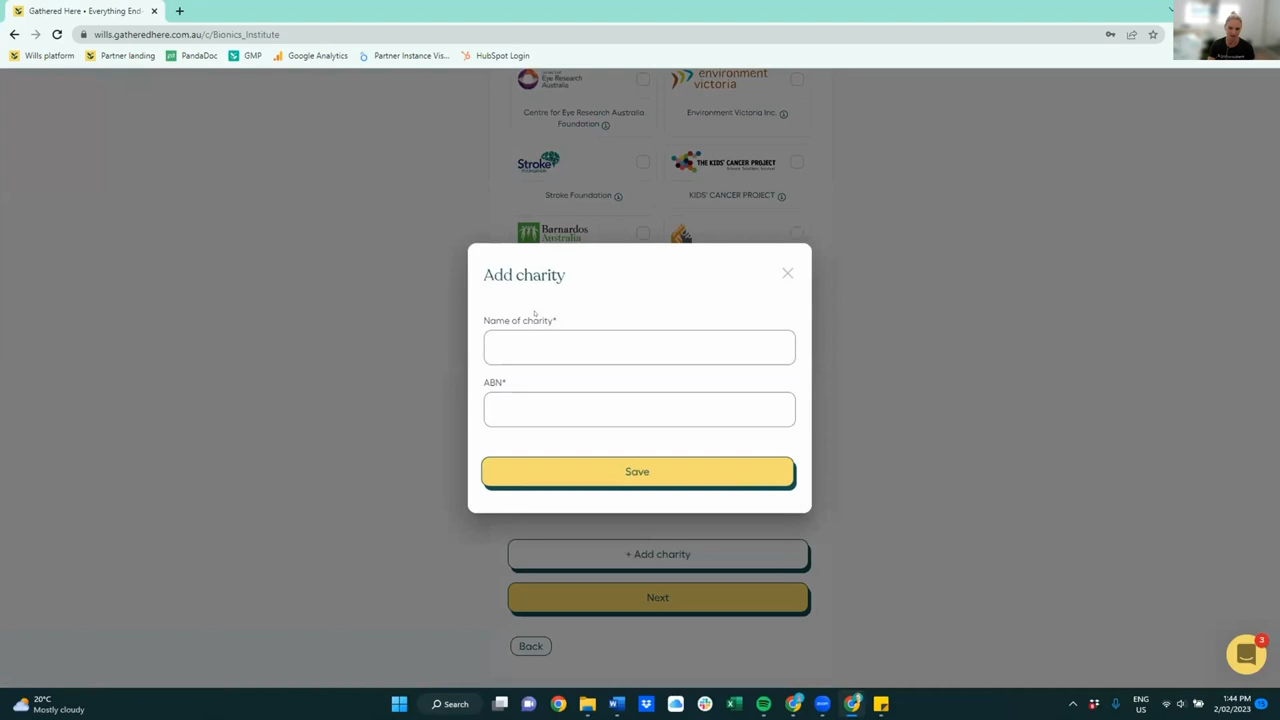 Gathered Here • Everything End-
wills.gatheredhere.com.au/c/Bionics_Institute
Wills platform
Partner landing
PandaDoc
GMP
Google Analytics
Partner Instance Vis...
HubSpot Login
Eye Research
Australia
environment
victoria
Centre for Eye Research Australia
Foundation
Environment Victoria Inc.
Stroke
FOUNDATION
THE KIDS' CANCER PROJECT
Stroke Foundation
KIDS' CANCER PROJECT
Barnardos
Australia
Add charity
Name of charity*
ABN*
Save
+ Add charity
Next
Back
3
20°C
Mostly cloudy
Search
ENG
US
1:44 PM
2/02/2023